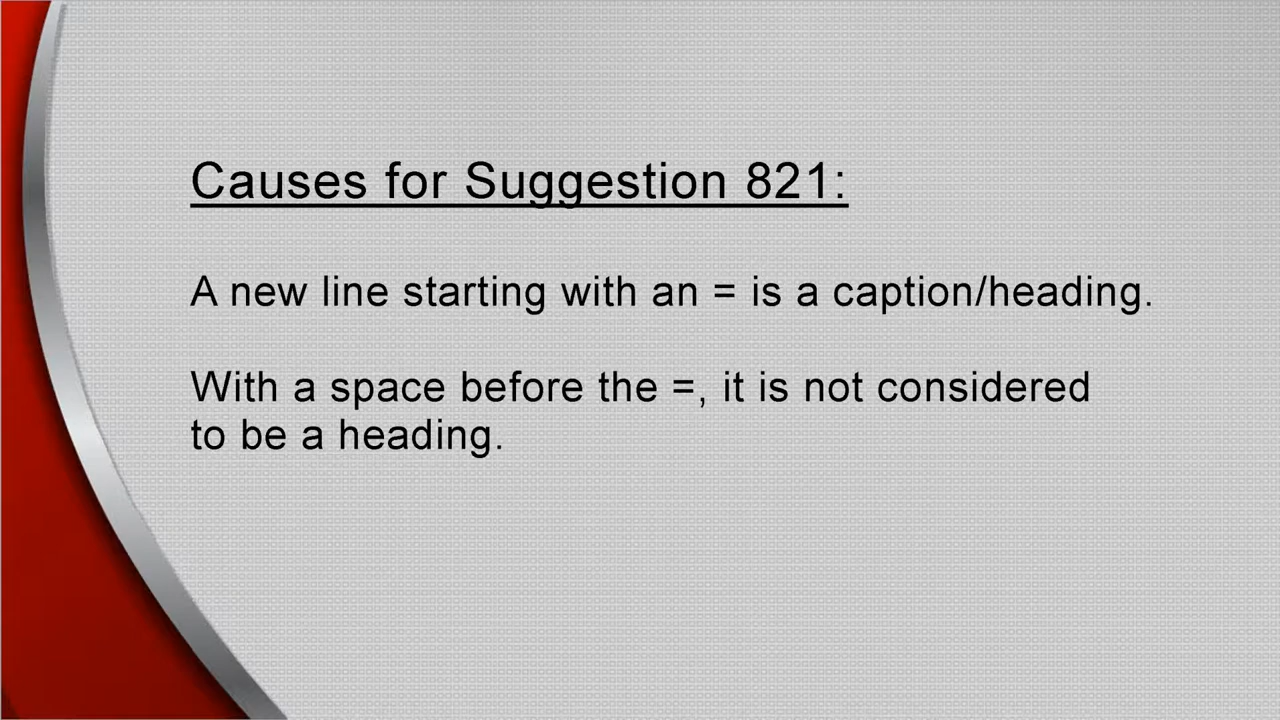 Causes for Suggestion 821:
A new line starting with an = is a caption/heading.
With a space before the =, it is not considered
to be a heading.